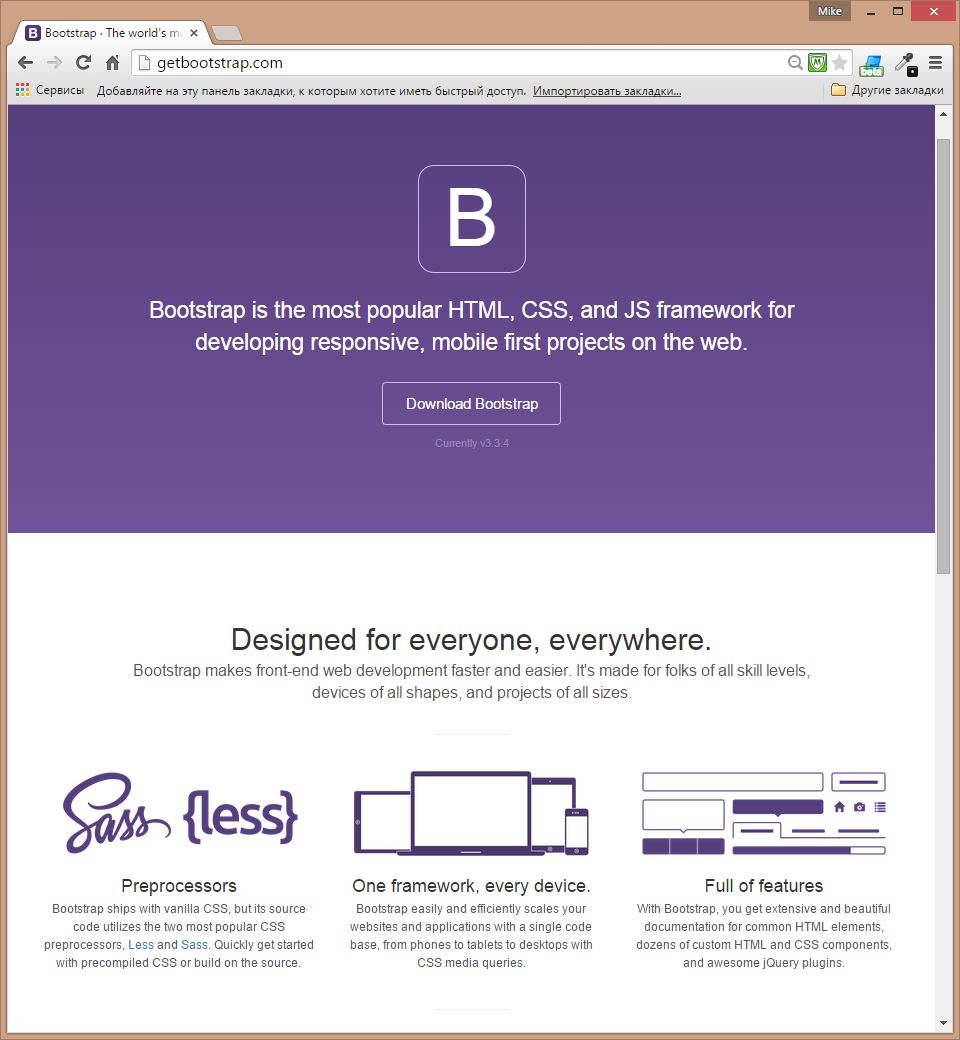 Mike
Bootstrap · The world's m
getbootstrap.com
beta
Сервисы Добавляйте на эту панель закладки, к которым хотите иметь быстрый доступ. Импортировать закладки... Другие закладки
B
Bootstrap is the most popular HTML, CSS, and JS framework for
developing responsive, mobile first projects on the web.
Download Bootstrap
Currently v3.3.4
Designed for everyone, everywhere.
Bootstrap makes front-end web development faster and easier. It's made for folks of all skill levels,
devices of all shapes, and projects of all sizes.
Sass {less}
Preprocessors
Bootstrap ships with vanilla CSS, but its source
code utilizes the two most popular CSS
preprocessors, Less and Sass. Quickly get started
with precompiled CSS or build on the source.
One framework, every device.
Bootstrap easily and efficiently scales your
websites and applications with a single code
base, from phones to tablets to desktops with
CSS media queries.
Full of features
With Bootstrap, you get extensive and beautiful
documentation for common HTML elements,
dozens of custom HTML and CSS components,
and awesome jQuery plugins.